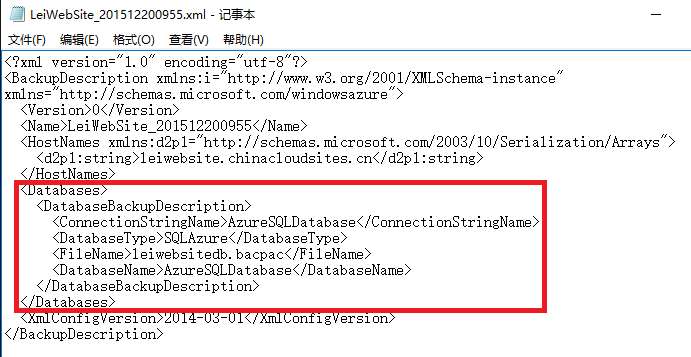 LeiWebSite_201512200955.xml - 记事本
文件(F) 编辑(E) 格式(O) 查看(V) 帮助(H)
<?xml version="1.0" encoding="utf-8"?>
<BackupDescription xmlns:i="http://www.w3.org/2001/XMLSchema-instance"
xmlns="http://schemas.microsoft.com/windowsazure">
  <Version>0</Version>
  <Name>LeiWebSite_201512200955</Name>
  <HostNames xmlns:d2p1="http://schemas.microsoft.com/2003/10/Serialization/Arrays">
    <d2p1:string>leiwebsite.chinacloudsites.cn</d2p1:string>
  </HostNames>
  <Databases>
    <DatabaseBackupDescription>
      <ConnectionStringName>AzureSQLDatabase</ConnectionStringName>
      <DatabaseType>SQLAzure</DatabaseType>
      <FileName>leiwebsitedb.bacpac</FileName>
      <DatabaseName>AzureSQLDatabase</DatabaseName>
    </DatabaseBackupDescription>
  </Databases>
  <XmlConfigVersion>2014-03-01</XmlConfigVersion>
</BackupDescription>